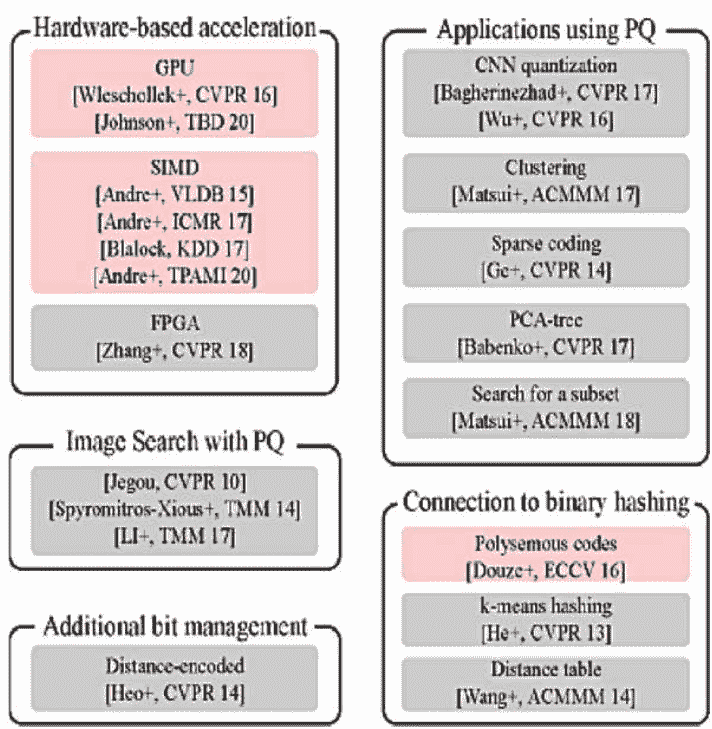 Hardware-based acceleration
GPU
[Wieschollek+, CVPR 16]
[Johnson+, TBD 20]
SIMD
[Andre+, VLDB 15]
[Andre+, ICMR 17]
[Blalock, KDD 17]
[Andre+, TPAMI 20]
FPGA
[Zhang+, CVPR 18]
Image Search with PQ
[Jegou, CVPR 10]
[Spyromitros-Xious+, TMM 14]
[LI+, TMM 17]
Additional bit management
Distance-encoded
[Heo+, CVPR 14]
Applications using PQ
CNN quantization
[Bagherinezhad+, CVPR 17]
[Wu+, CVPR 16]
Clustering
[Matsui+, ACMMM 17]
Sparse coding
[Ge+, CVPR 14]
PCA-tree
[Babenko+, CVPR 17]
Search for a subset
[Matsui+, ACMMM 18]
Connection to binary hashing
Polysemous codes
[Douze+, ECCV 16]
k-means hashing
[He+, CVPR 13]
Distance table
[Wang+, ACMMM 14]